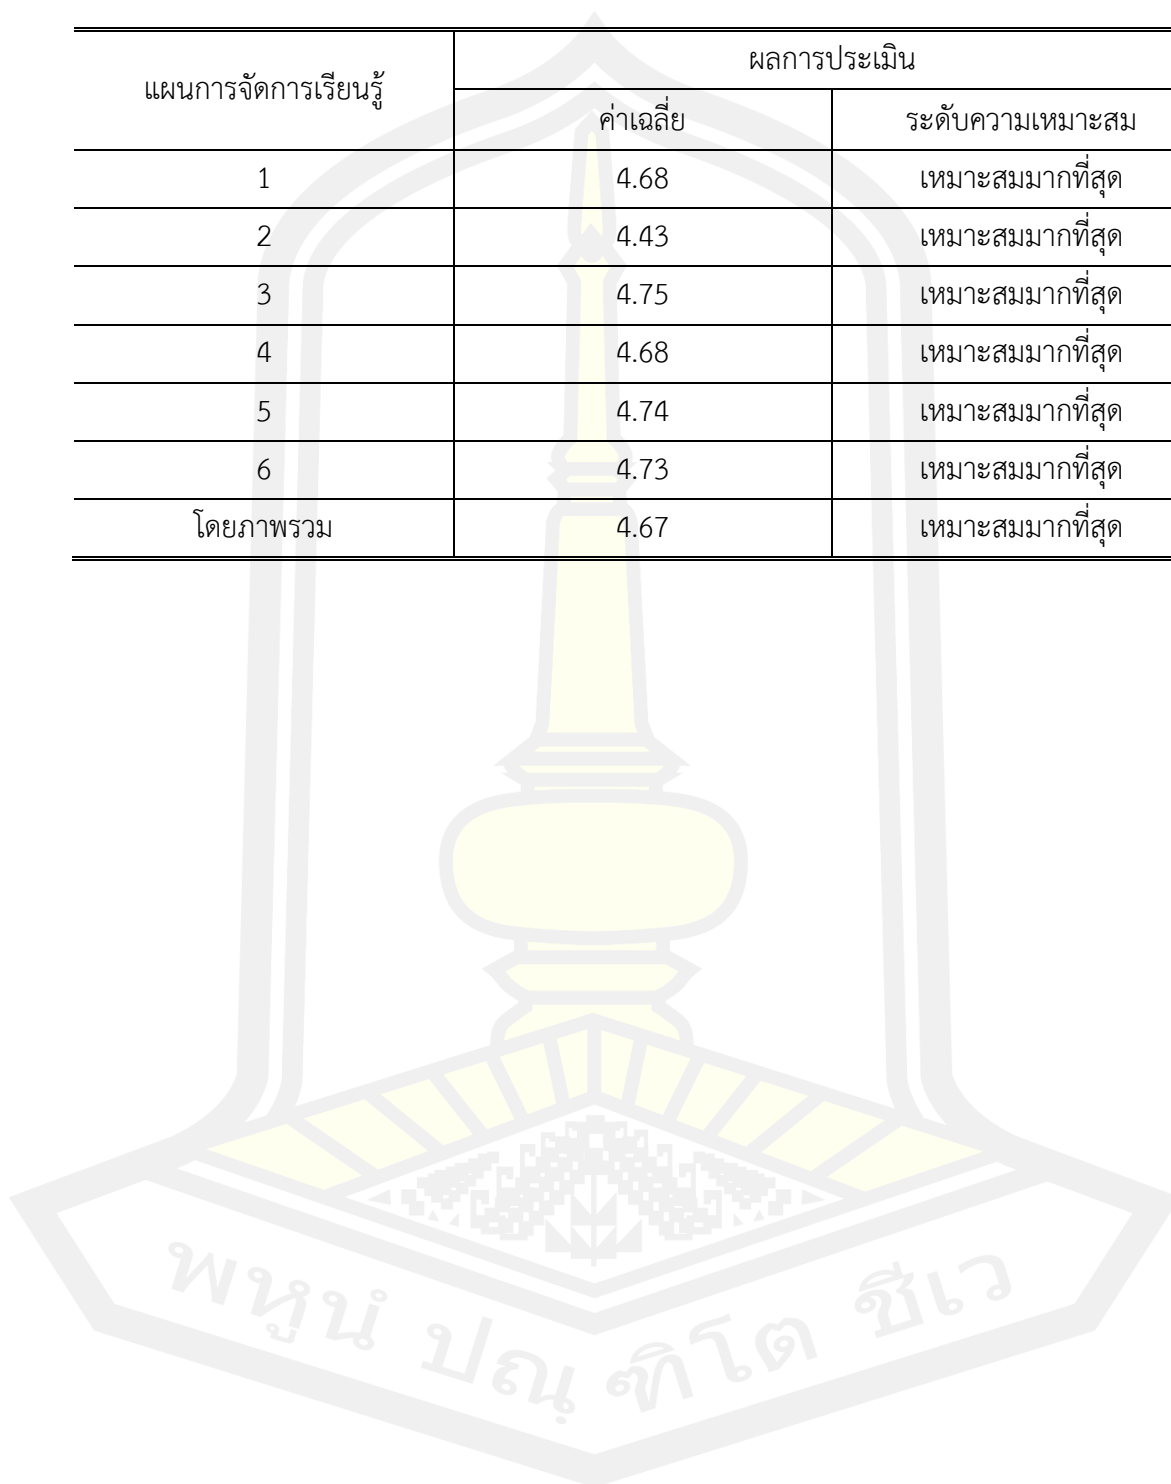 แผนการจัดการเรียนรู้ ผลการประเมิน
ค่าเฉลี่ย ระดับความเหมาะสม
1 4.68 เหมาะสมมากที่สุด
2 4.43 เหมาะสมมากที่สุด
3 4.75 เหมาะสมมากที่สุด
4 4.68 เหมาะสมมากที่สุด
5 4.74 เหมาะสมมากที่สุด
6 4.73 เหมาะสมมากที่สุด
โดยภาพรวม 4.67 เหมาะสมมากที่สุด
พหูนํ ปณฺฑิโต ชีเว